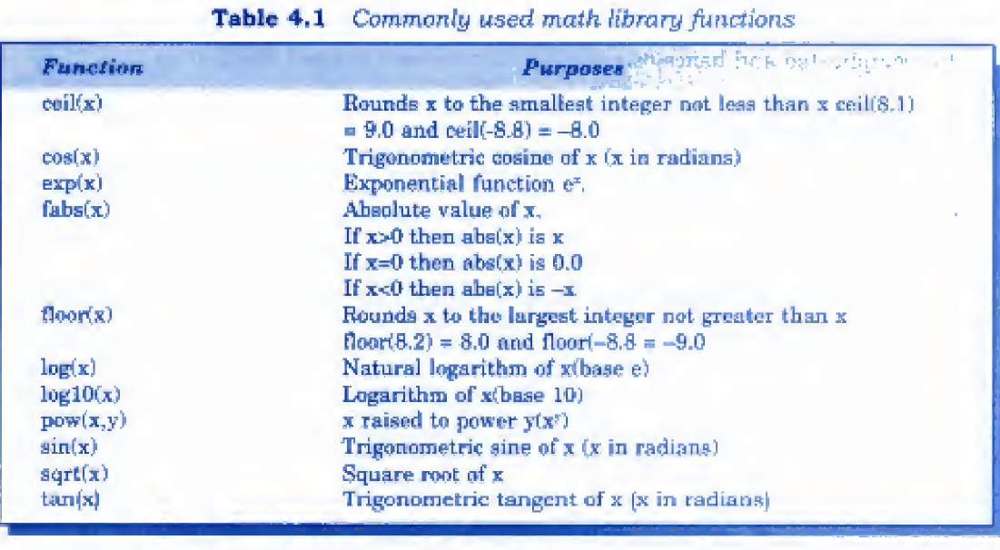 Table 4.1 Commonly used math library functions
Function Purposes
ceil(x) Rounds x to the smallest integer not less than x ceil(8.1)
= 9.0 and ceil(-8.8) = –8.0
cos(x) Trigonometric cosine of x (x in radians)
exp(x) Exponential function eˣ.
fabs(x) Absolute value of x.
If x>0 then abs(x) is x
If x=0 then abs(x) is 0.0
If x<0 then abs(x) is –x
floor(x) Rounds x to the largest integer not greater than x
floor(8.2) = 8.0 and floor(–8.8 = –9.0
log(x) Natural logarithm of x(base e)
log10(x) Logarithm of x(base 10)
pow(x,y) x raised to power y(xʸ)
sin(x) Trigonometric sine of x (x in radians)
sqrt(x) Square root of x
tan(x) Trigonometric tangent of x (x in radians)